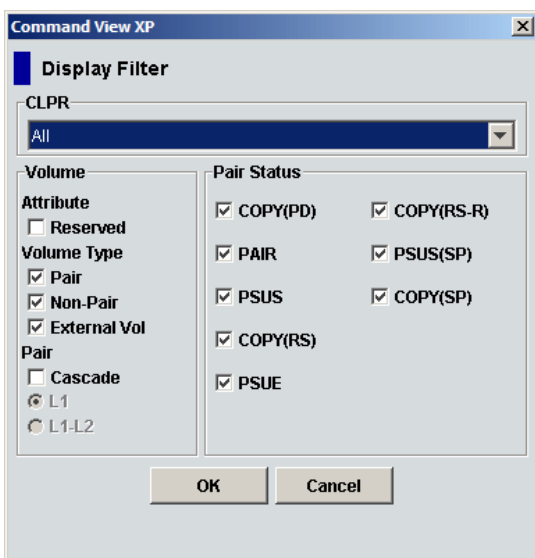 Command View XP
Display Filter
CLPR
All
Volume
Attribute
Reserved
Volume Type
Pair
Non-Pair
External Vol
Pair
Cascade
L1
L1-L2
Pair Status
COPY(PD)
COPY(RS-R)
PAIR
PSUS(SP)
PSUS
COPY(SP)
COPY(RS)
PSUE
OK
Cancel